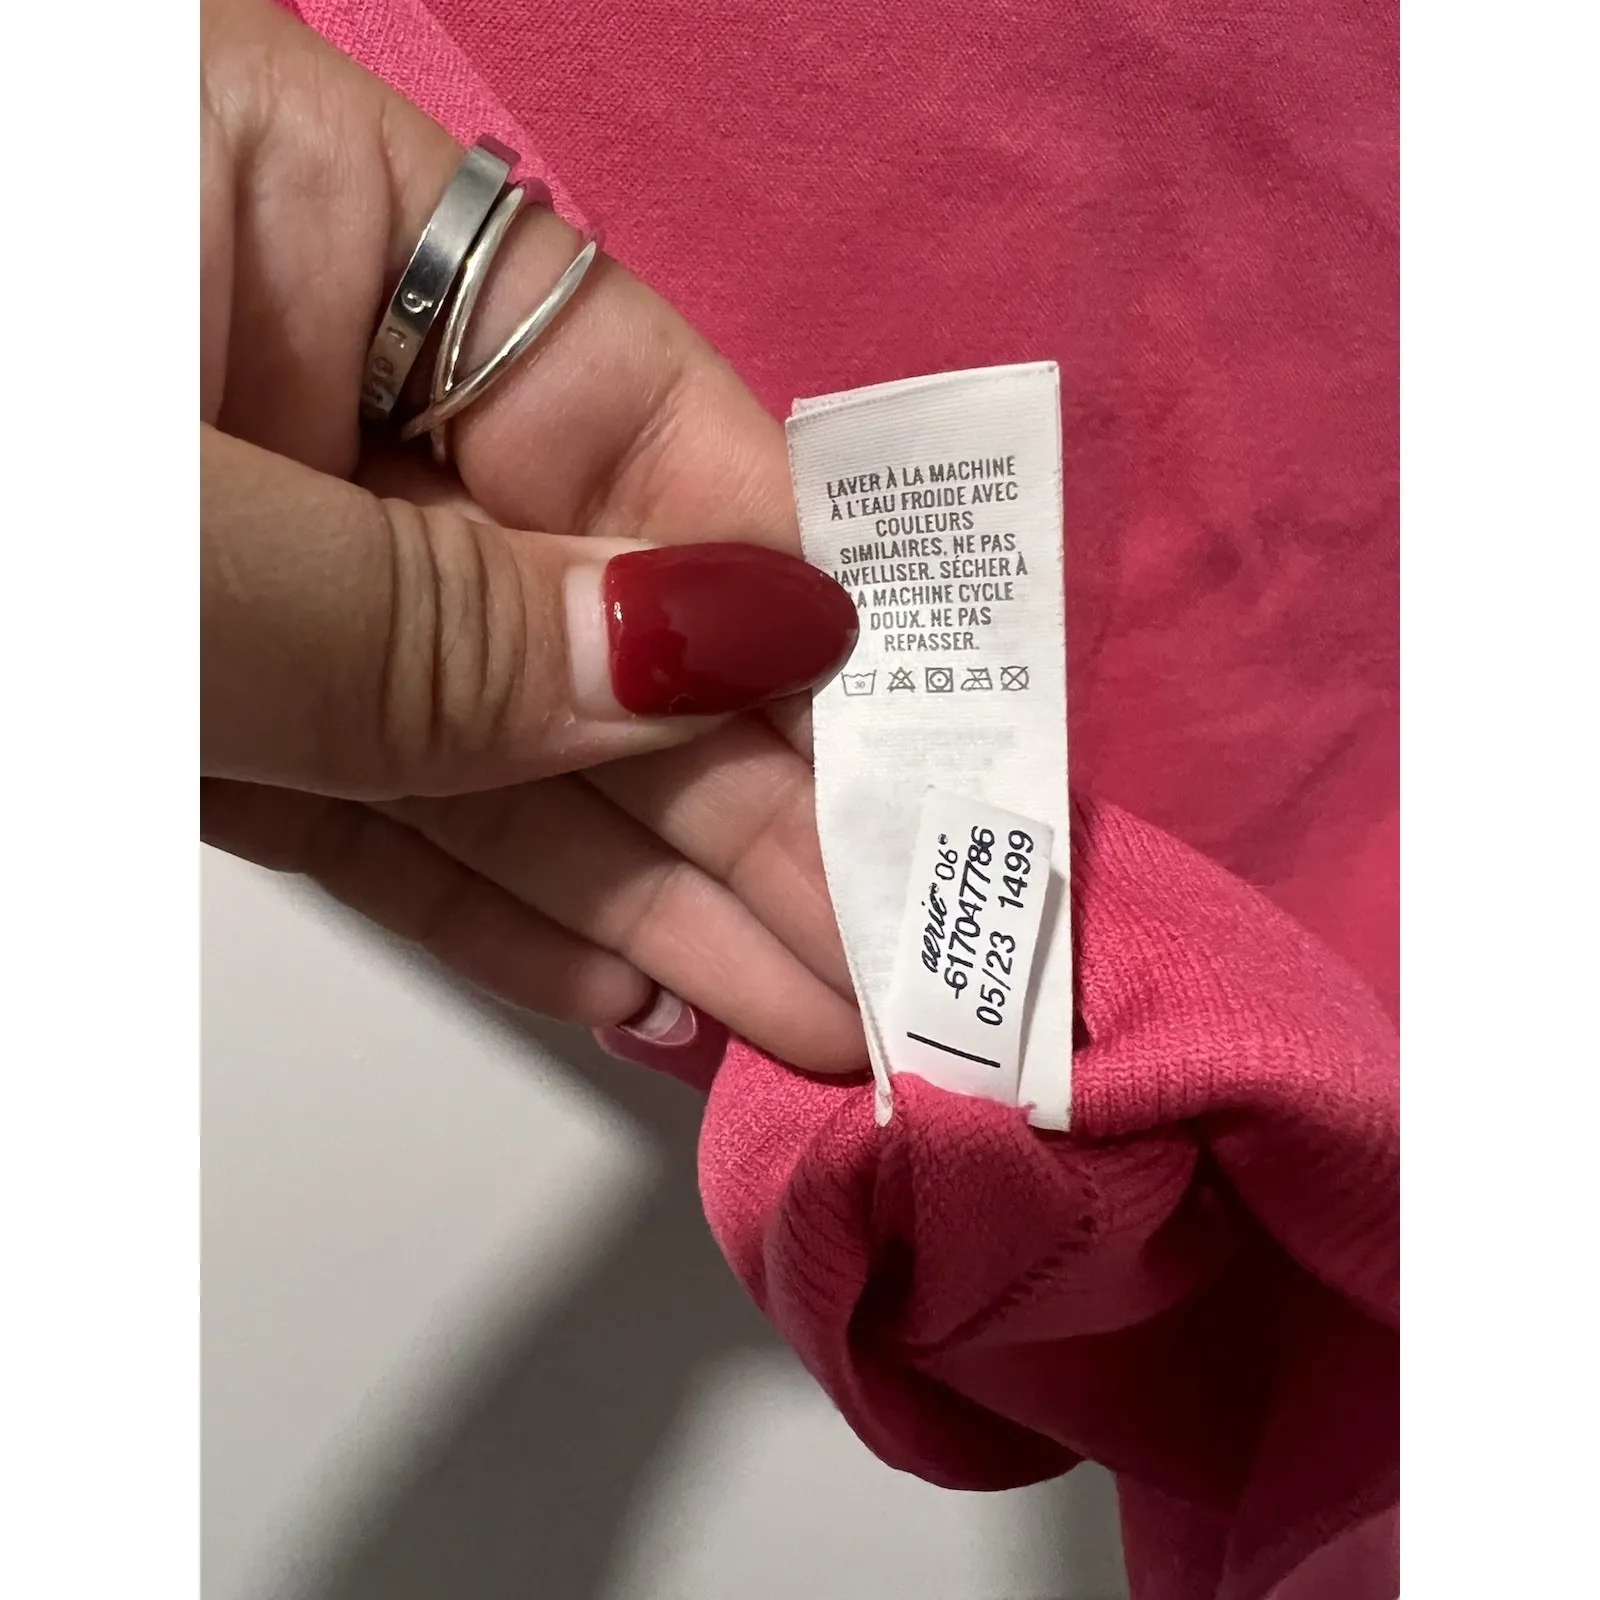 LAVER À LA MACHINE
À L'EAU FROIDE AVEC
COULEURS
SIMILAIRES. NE PAS
JAVELLISER. SÉCHER À
LA MACHINE CYCLE
DOUX. NE PAS
REPASSER.
30
aerie® 06®
617047786
05/23 1499